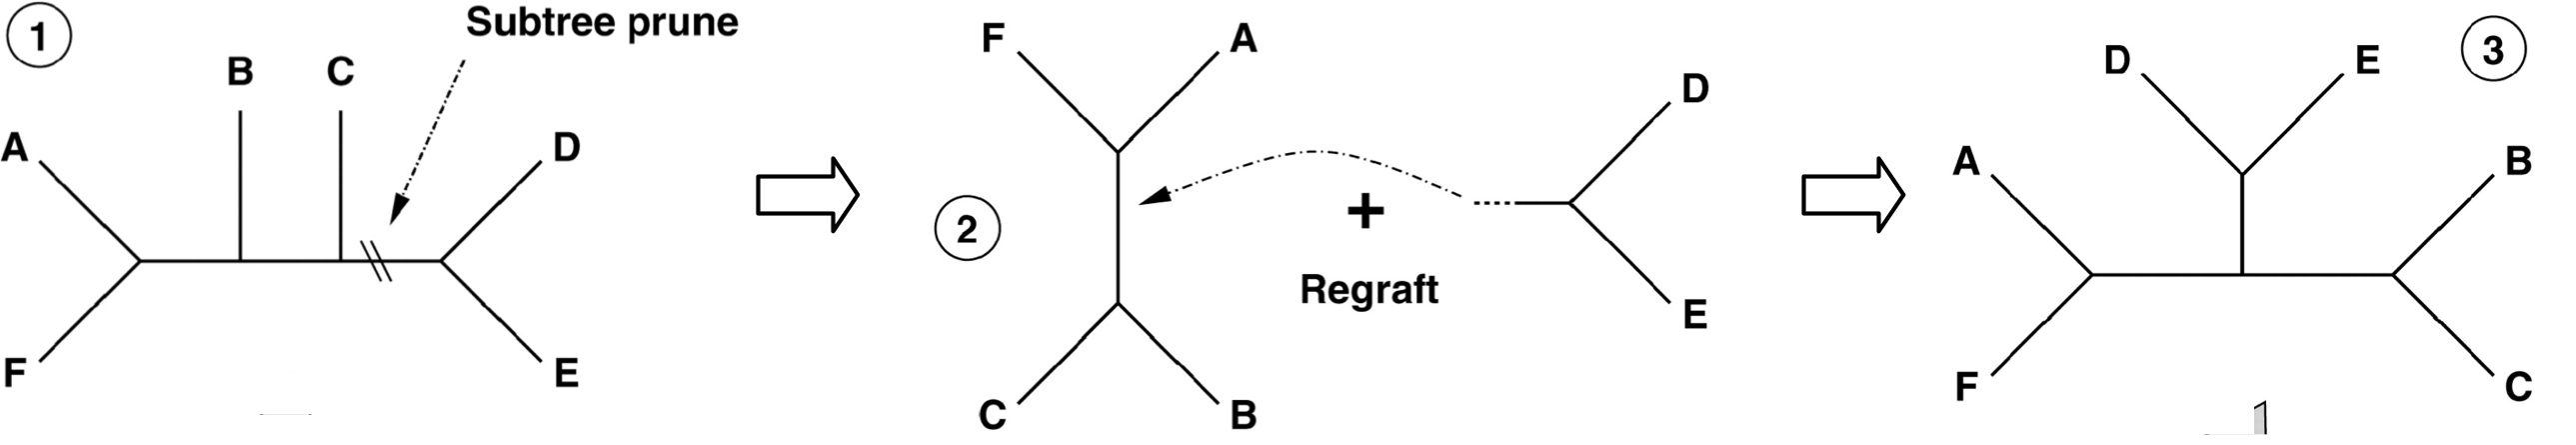 1
Subtree prune
B C
A D
F E
F A
2
D
+
Regraft
E
C B
D E
3
A B
F C